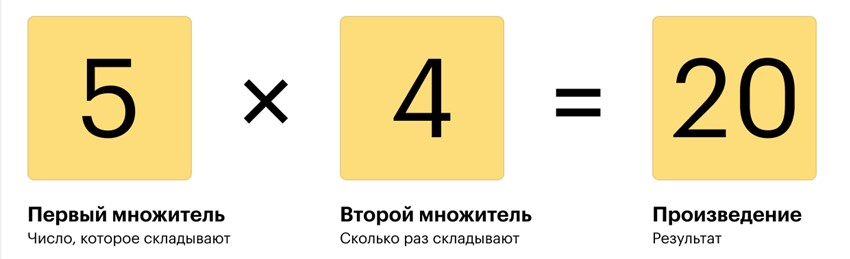 5 × 4 = 20
Первый множитель Второй множитель Произведение
Число, которое складывают Сколько раз складывают Результат